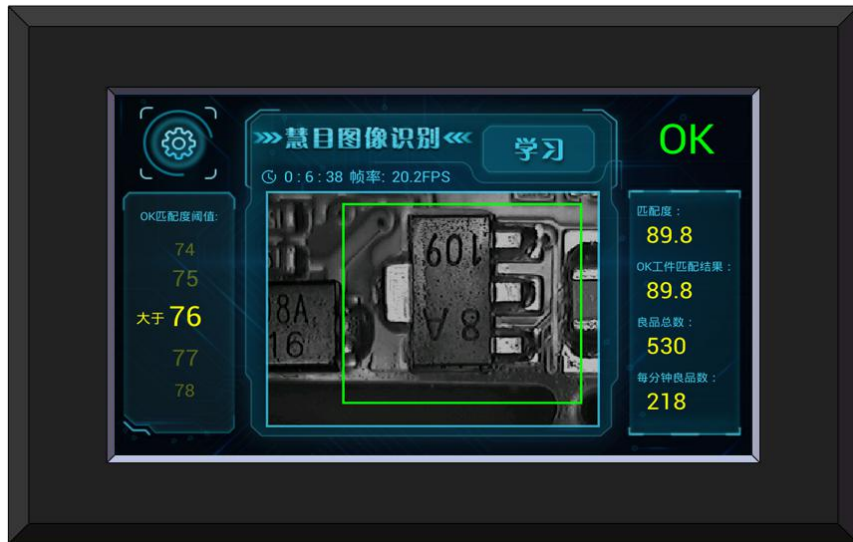 慧目图像识别
学习
0:6:38 帧率: 20.2FPS
OK
OK匹配度阈值:
74
75
大于 76
77
78
109
8A
8A
16
匹配度：
89.8
OK工件匹配结果：
89.8
良品总数：
530
每分钟良品数：
218